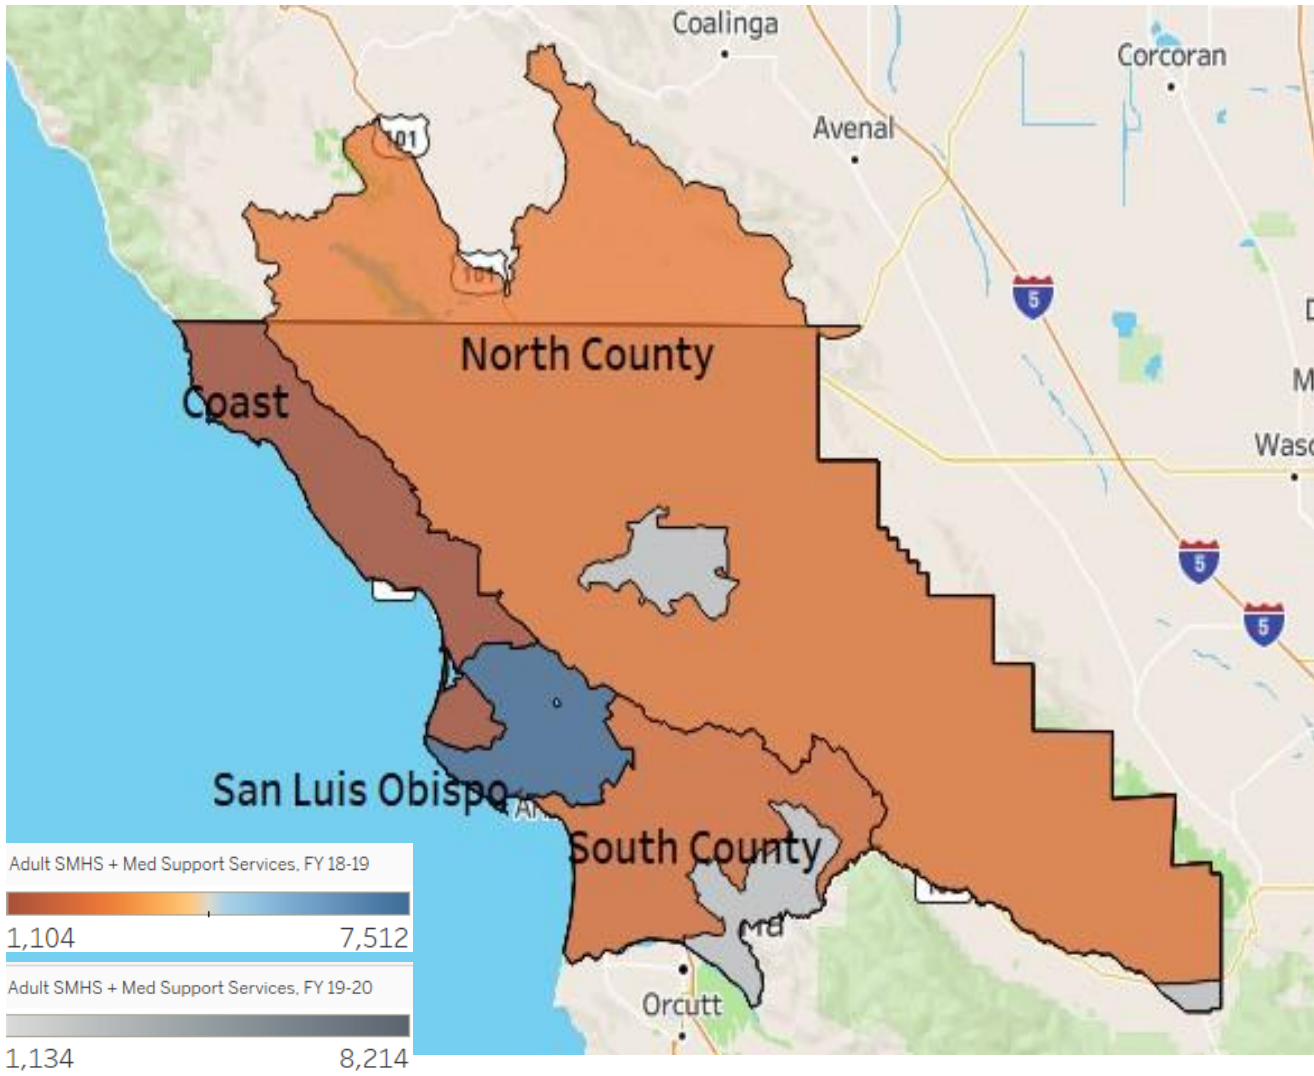 Coalinga
Corcoran
Avenal
101
101
5
North County
Coast
5
5
San Luis Obispo
South County
Orcutt
Adult SMHS + Med Support Services, FY 18-19
1,104 7,512
Adult SMHS + Med Support Services, FY 19-20
1,134 8,214